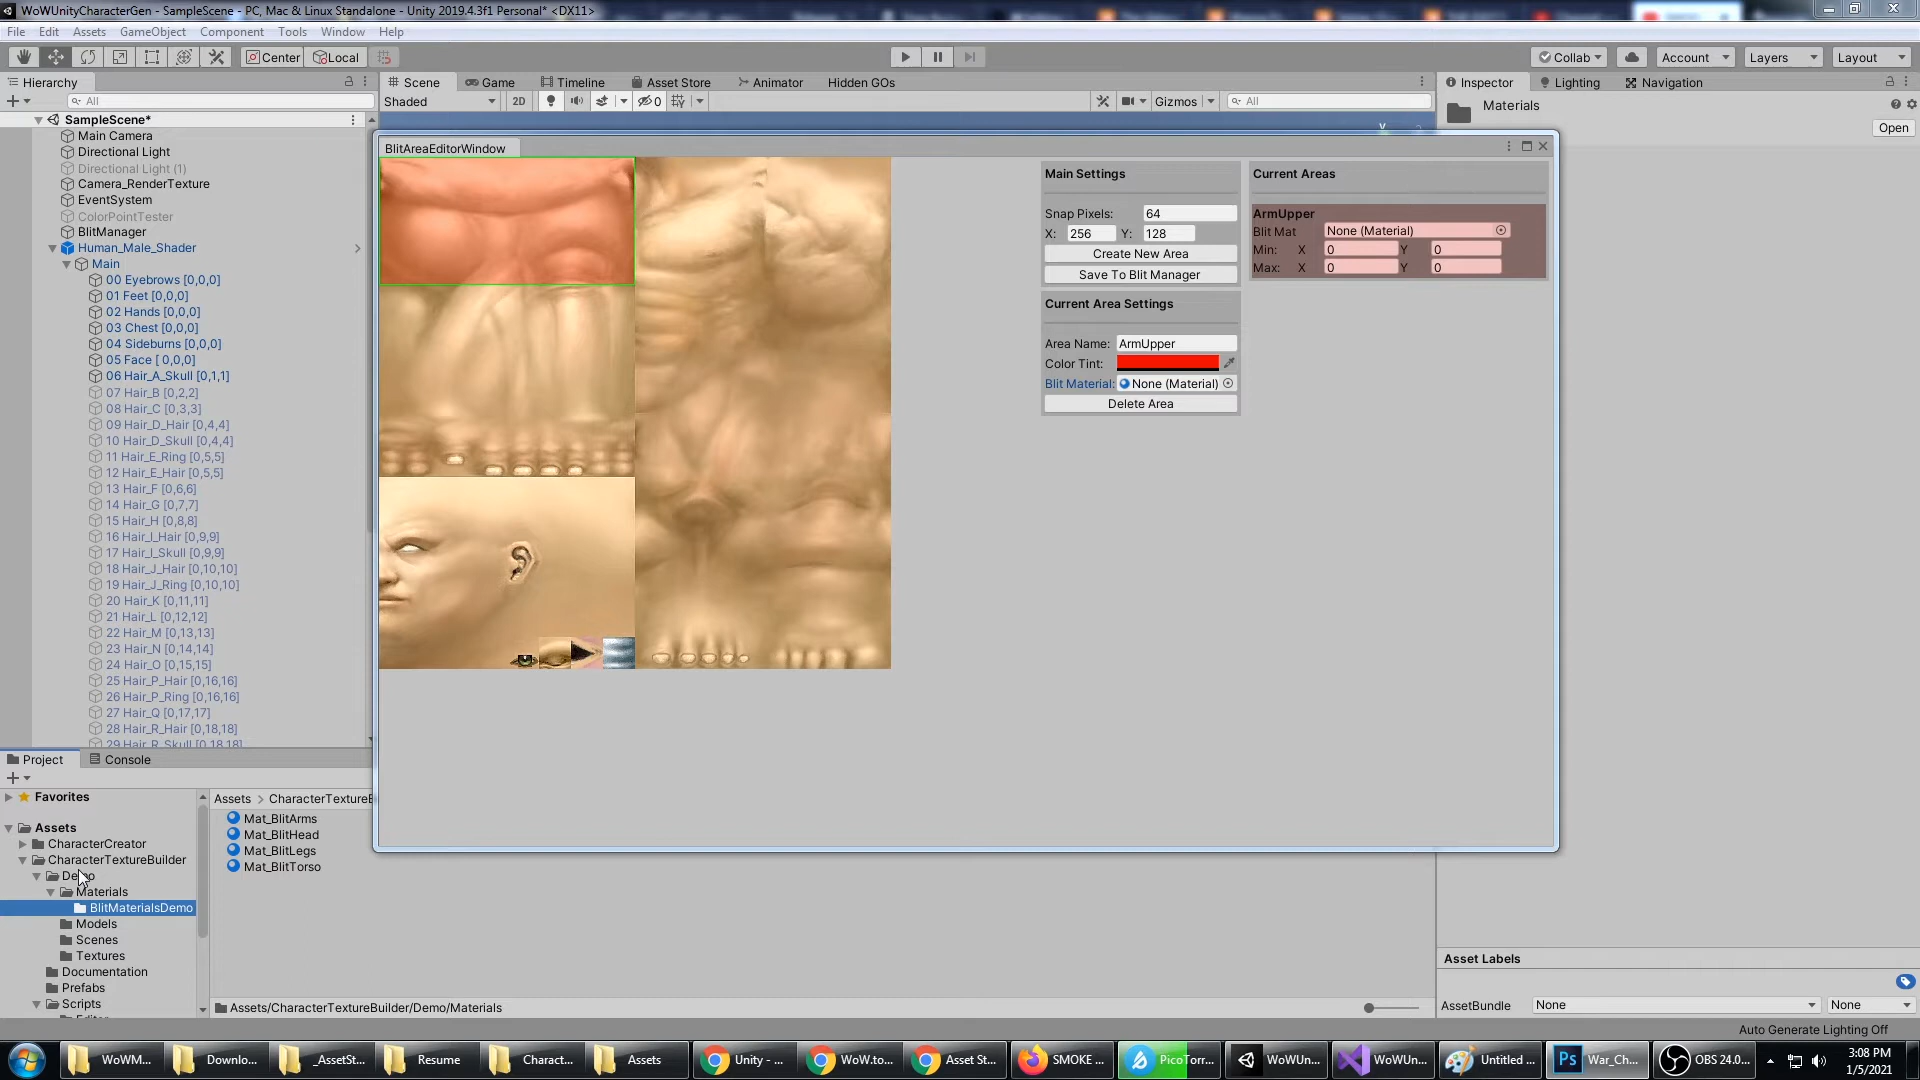 WoWUnityCharacterGen - SampleScene - PC, Mac & Linux Standalone - Unity 2019.4.3f1 Personal* <DX11>
File Edit Assets GameObject Component Tools Window Help
Center Local Collab Account Layers Layout
Hierarchy Scene Game Timeline Asset Store Animator Hidden GOs Inspector Lighting Navigation
All Shaded 2D 0 Gizmos All Materials
Open
SampleScene*
Main Camera
Directional Light
Directional Light (1)
Camera_RenderTexture
EventSystem
ColorPointTester
BlitManager
Human_Male_Shader
Main
00 Eyebrows [0,0,0]
01 Feet [0,0,0]
02 Hands [0,0,0]
03 Chest [0,0,0]
04 Sideburns [0,0,0]
05 Face [ 0,0,0]
06 Hair_A_Skull [0,1,1]
07 Hair_B [0,2,2]
08 Hair_C [0,3,3]
09 Hair_D_Hair [0,4,4]
10 Hair_D_Skull [0,4,4]
11 Hair_E_Ring [0,5,5]
12 Hair_E_Hair [0,5,5]
13 Hair_F [0,6,6]
14 Hair_G [0,7,7]
15 Hair_H [0,8,8]
16 Hair_I_Hair [0,9,9]
17 Hair_I_Skull [0,9,9]
18 Hair_J_Hair [0,10,10]
19 Hair_J_Ring [0,10,10]
20 Hair_K [0,11,11]
21 Hair_L [0,12,12]
22 Hair_M [0,13,13]
23 Hair_N [0,14,14]
24 Hair_O [0,15,15]
25 Hair_P_Hair [0,16,16]
26 Hair_P_Ring [0,16,16]
27 Hair_Q [0,17,17]
28 Hair_R_Hair [0,18,18]
29 Hair_R_Skull [0,18,18]
BlitAreaEditorWindow
Main Settings
Snap Pixels: 64
X: 256 Y: 128
Create New Area
Save To Blit Manager
Current Area Settings
Area Name: ArmUpper
Color Tint:
Blit Material: None (Material)
Delete Area
Current Areas
ArmUpper
Blit Mat None (Material)
Min: X 0 Y 0
Max: X 0 Y 0
Project Console
Favorites
Assets
CharacterCreator
CharacterTextureBuilder
Demo
Materials
BlitMaterialsDemo
Models
Scenes
Textures
Documentation
Prefabs
Scripts
Assets > CharacterTextureB
Mat_BlitArms
Mat_BlitHead
Mat_BlitLegs
Mat_BlitTorso
Assets/CharacterTextureBuilder/Demo/Materials
Asset Labels
AssetBundle None None
Auto Generate Lighting Off
WoWM... Downlo... _AssetSt... Resume Charact... Assets Unity - ... WoW.to... Asset St... SMOKE ... PicoTorr... WoWUn... WoWUn... Untitled ... War_Ch... OBS 24.0... 3:08 PM
1/5/2021